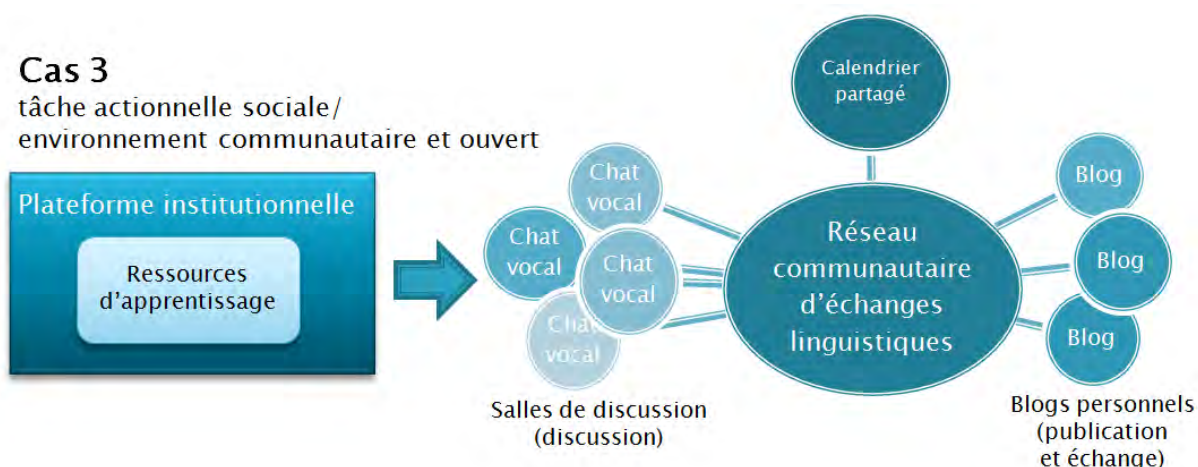 Cas 3
tâche actionnelle sociale/
environnement communautaire et ouvert
Plateforme institutionnelle
Ressources
d'apprentissage
Chat
vocal
Chat
vocal
Chat
vocal
Chat
vocal
Salles de discussion
(discussion)
Calendrier
partagé
Réseau
communautaire
d'échanges
linguistiques
Blog
Blog
Blog
Blogs personnels
(publication
et échange)